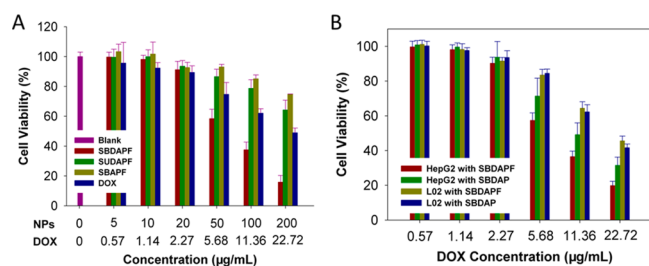 A
120
100
80
60
40
20
0
Cell Viability (%)
Blank
SBDAPF
SUDAPF
SBAPF
DOX
NPs 0 5 10 20 50 100 200
DOX 0 0.57 1.14 2.27 5.68 11.36 22.72
Concentration (µg/mL)
B
100
80
60
40
20
0
Cell Viability (%)
HepG2 with SBDAPF
HepG2 with SBDAP
L02 with SBDAPF
L02 with SBDAP
0.57 1.14 2.27 5.68 11.36 22.72
DOX Concentration (µg/mL)